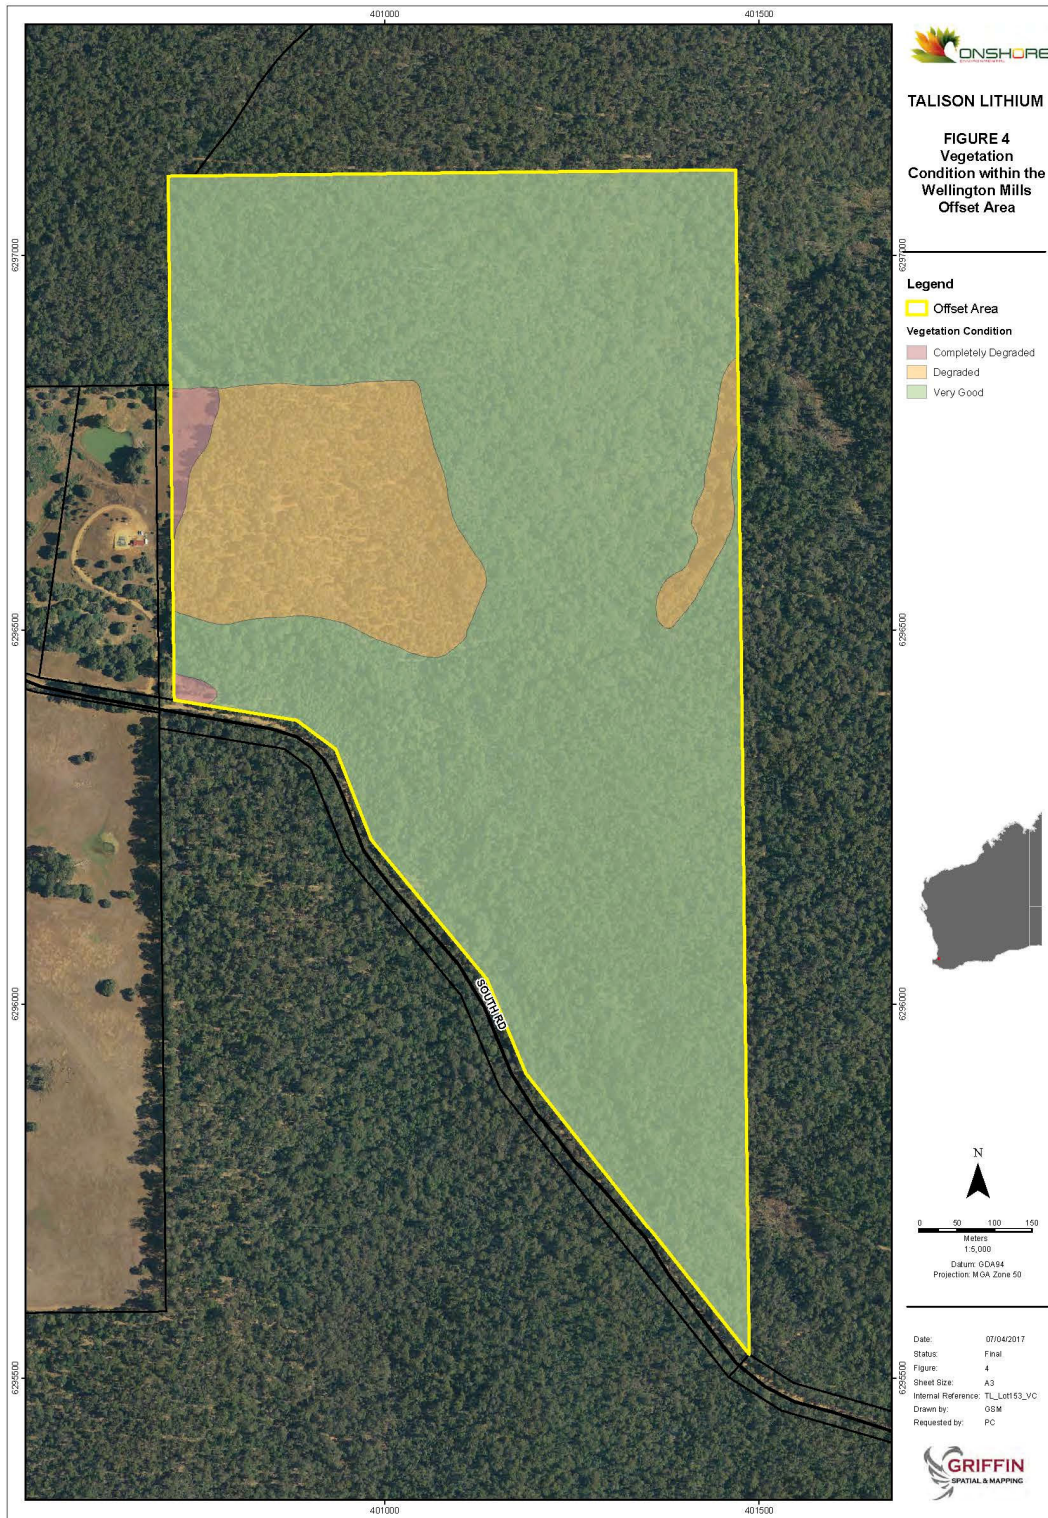 401000
401500
ONSHORE
ENVIRONMENTAL
TALISON LITHIUM
FIGURE 4
Vegetation
Condition within the
Wellington Mills
Offset Area
6297000
6297000
Legend
Offset Area
Vegetation Condition
Completely Degraded
Degraded
Very Good
6296500
6296500
SOUTH RD
6296000
6296000
N
0 50 100 150
Meters
1:5,000
Datum: GDA94
Projection: MGA Zone 50
Date: 07/04/2017
Status: Final
Figure: 4
Sheet Size: A3
Internal Reference: TL_Lot153_VC
Drawn by: GSM
Requested by: PC
6295500
6295500
GRIFFIN
SPATIAL & MAPPING
401000
401500